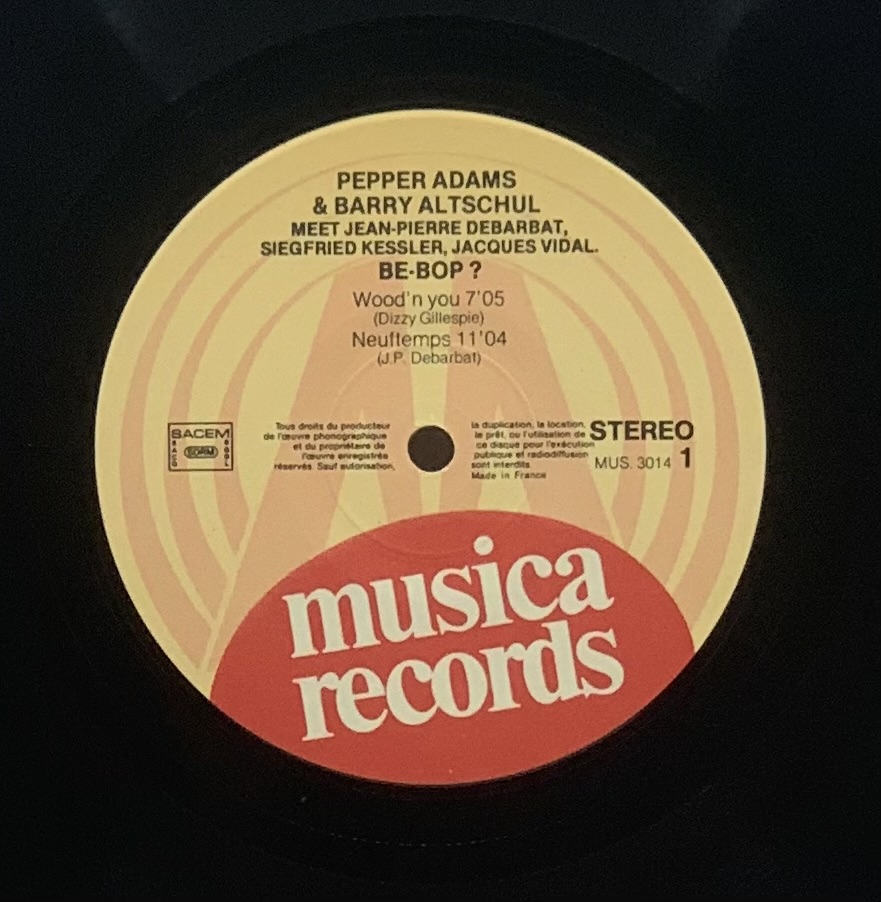 PEPPER ADAMS
& BARRY ALTSCHUL
MEET JEAN-PIERRE DEBARBAT,
SIEGFRIED KESSLER, JACQUES VIDAL.
BE-BOP ?
Wood'n you 7'05
(Dizzy Gillespie)
Neuftemps 11'04
(J.P. Debarbat)
SACEM
SACD
SDRM
SGDL
Tous droits du producteur
de l'œuvre phonographique
et du propriétaire de
l'œuvre enregistrée
réservés. Sauf autorisation,
la duplication, la location,
le prêt, ou l'utilisation de
ce disque pour l'exécution
publique et radiodiffusion
sont interdits.
Made in France
STEREO
MUS. 3014 1
musica
records